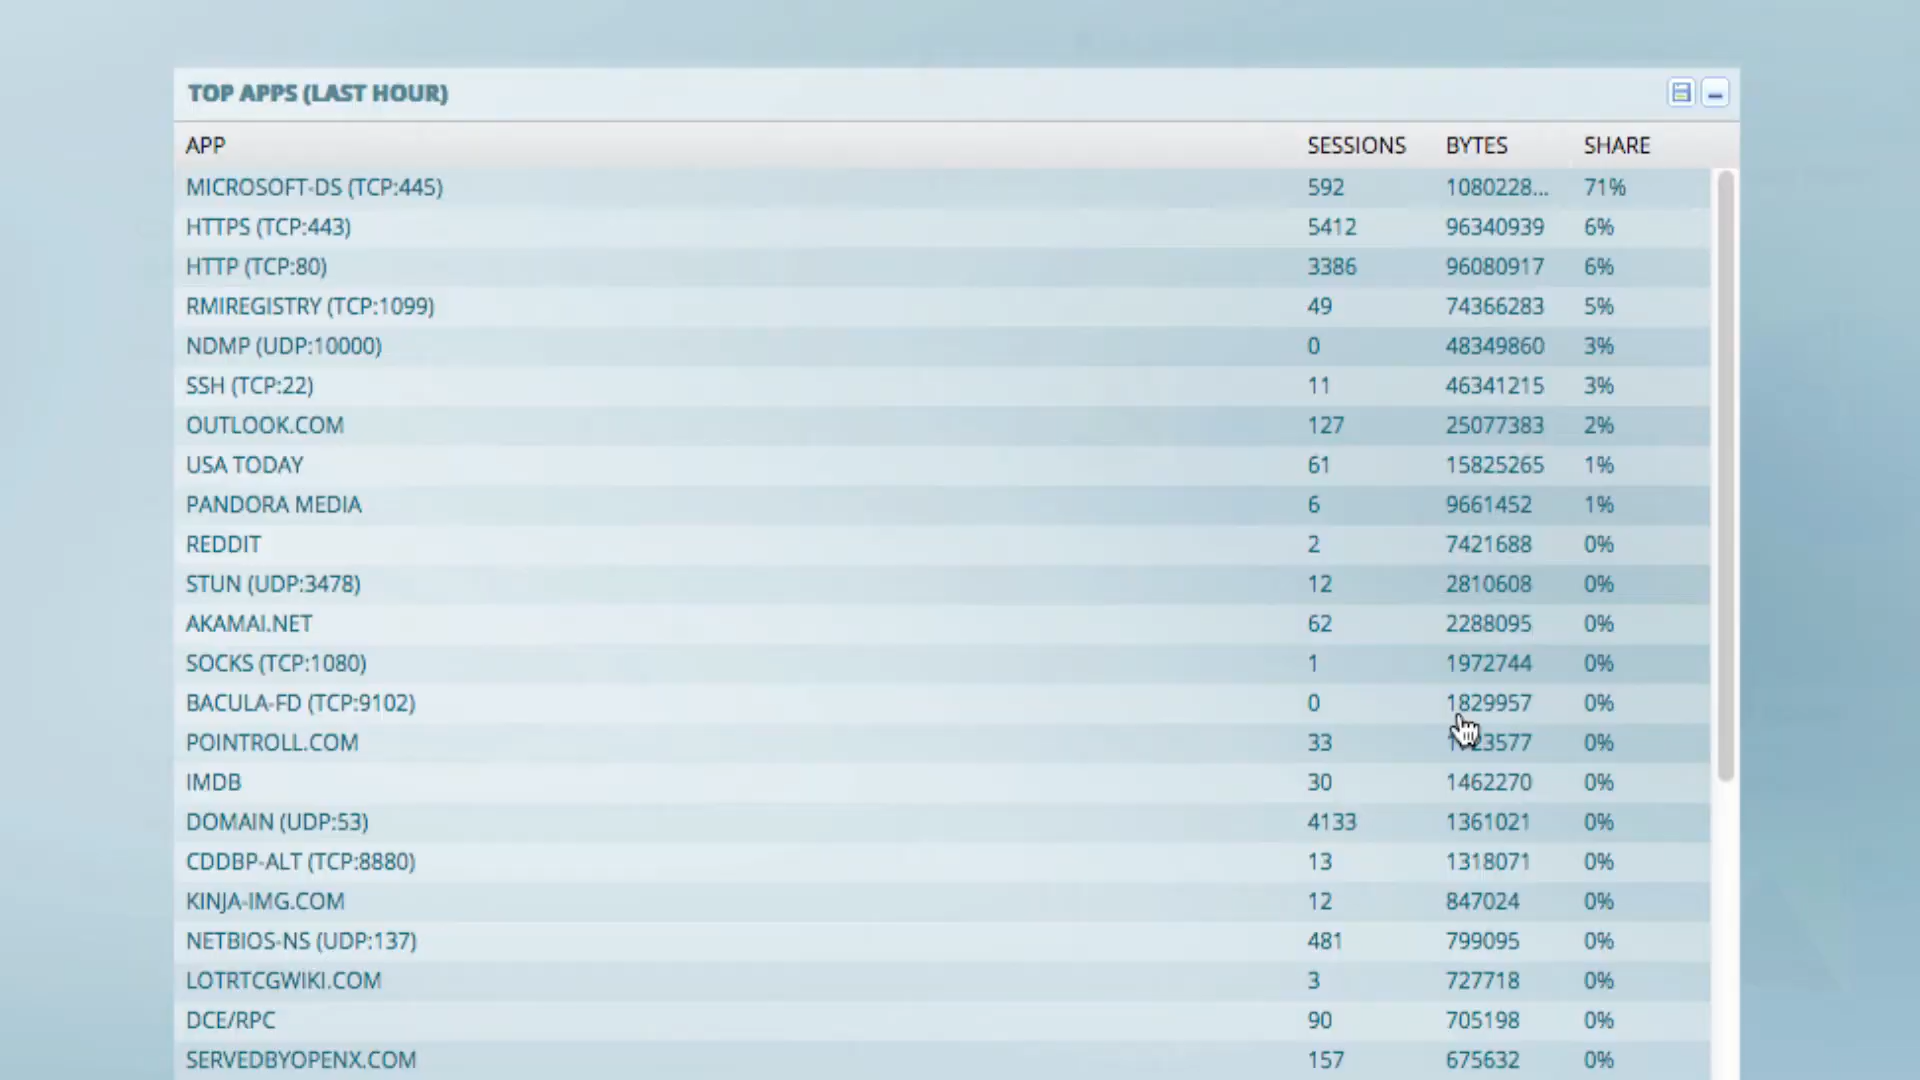 TOP APPS (LAST HOUR)
APP SESSIONS BYTES SHARE
MICROSOFT-DS (TCP:445) 592 1080228... 71%
HTTPS (TCP:443) 5412 96340939 6%
HTTP (TCP:80) 3386 96080917 6%
RMIREGISTRY (TCP:1099) 49 74366283 5%
NDMP (UDP:10000) 0 48349860 3%
SSH (TCP:22) 11 46341215 3%
OUTLOOK.COM 127 25077383 2%
USA TODAY 61 15825265 1%
PANDORA MEDIA 6 9661452 1%
REDDIT 2 7421688 0%
STUN (UDP:3478) 12 2810608 0%
AKAMAI.NET 62 2288095 0%
SOCKS (TCP:1080) 1 1972744 0%
BACULA-FD (TCP:9102) 0 1829957 0%
POINTROLL.COM 33 0%
IMDB 30 1462270 0%
DOMAIN (UDP:53) 4133 1361021 0%
CDDBP-ALT (TCP:8880) 13 1318071 0%
KINJA-IMG.COM 12 847024 0%
NETBIOS-NS (UDP:137) 481 799095 0%
LOTRTCGWIKI.COM 3 727718 0%
DCE/RPC 90 705198 0%
SERVEDBYOPENX.COM 157 675632 0%